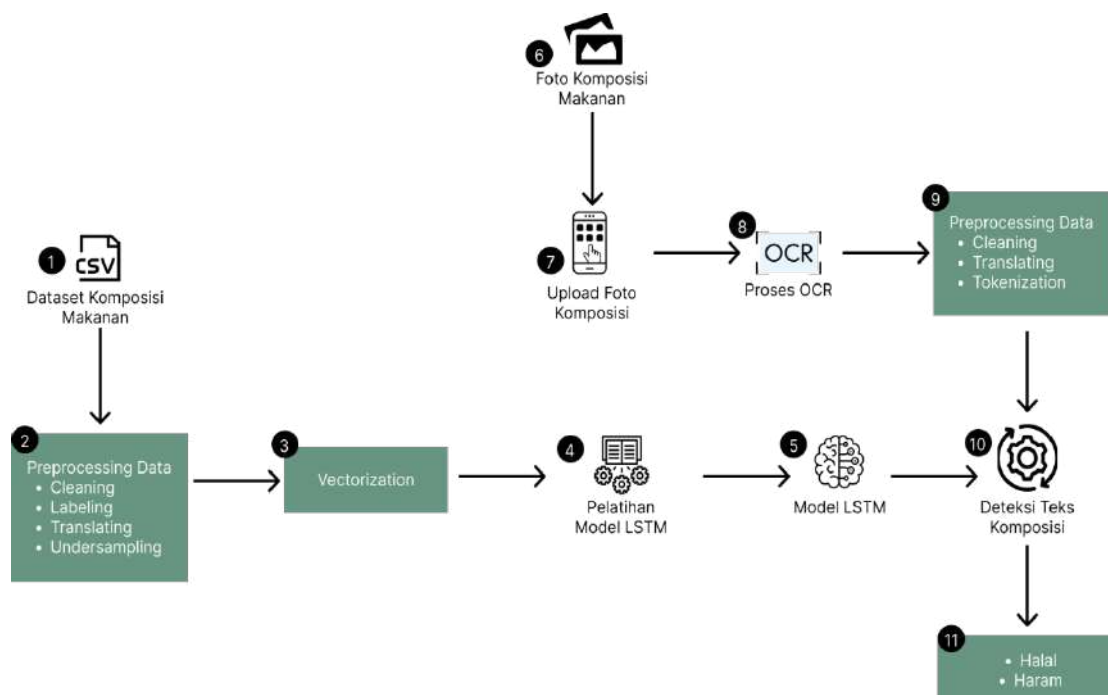 1
CSV
Dataset Komposisi
Makanan
2
Preprocessing Data
• Cleaning
• Labeling
• Translating
• Undersampling
3
Vectorization
4
Pelatihan
Model LSTM
5
Model LSTM
6
Foto Komposisi
Makanan
7
Upload Foto
Komposisi
8
OCR
Proses OCR
9
Preprocessing Data
• Cleaning
• Translating
• Tokenization
10
Deteksi Teks
Komposisi
11
• Halal
• Haram